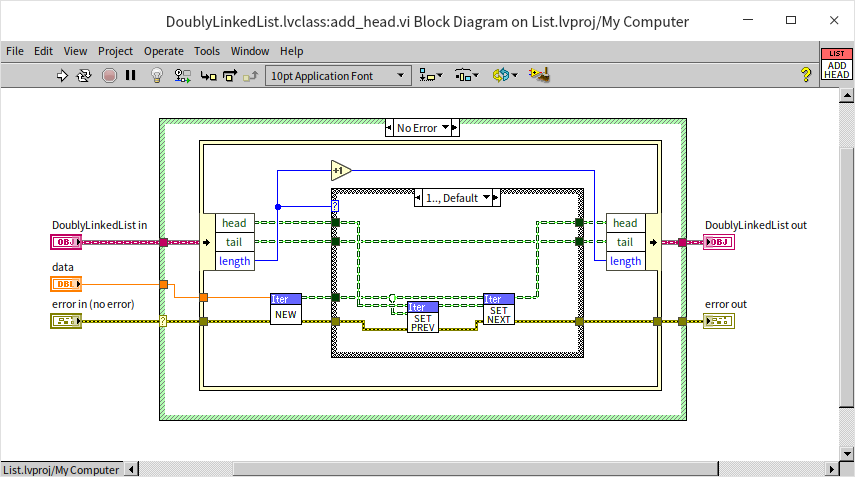 DoublyLinkedList.lvclass:add_head.vi Block Diagram on List.lvproj/My Computer
File Edit View Project Operate Tools Window Help
10pt Application Font
?
LIST
ADD
HEAD
No Error
+1
1.., Default
?
DoublyLinkedList in
OBJ
head
tail
length
head
tail
length
DoublyLinkedList out
OBJ
data
DBL
Iter
NEW
Iter
SET
PREV
Iter
SET
NEXT
error in (no error)
?
error out
List.lvproj/My Computer